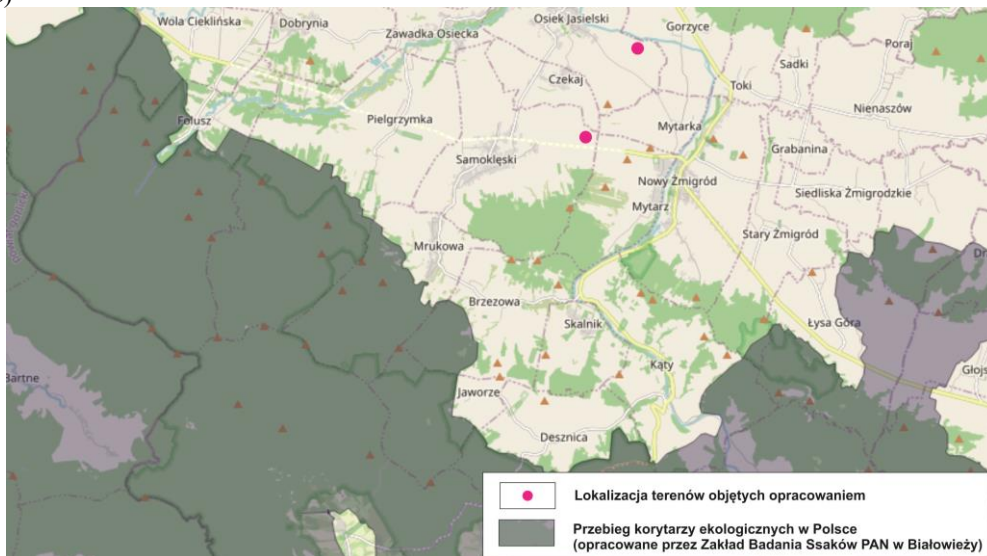 Wola Cieklińska
Dobrynia
Osiek Jasielski
Gorzyce
Zawadka Osiecka
Poraj
Sadki
Czekaj
Toki
Nienaszów
Folusz
Pielgrzymka
Mytarka
Grabanina
Samoklęski
Nowy Żmigród
Siedliska Żmigrodzkie
Mytarz
Stary Żmigród
Mrukowa
Brzezowa
Skalnik
Łysa Góra
Kąty
Głojs
Bartne
Jaworze
Desznica
Lokalizacja terenów objętych opracowaniem
Przebieg korytarzy ekologicznych w Polsce
(opracowane przez Zakład Badania Ssaków PAN w Białowieży)